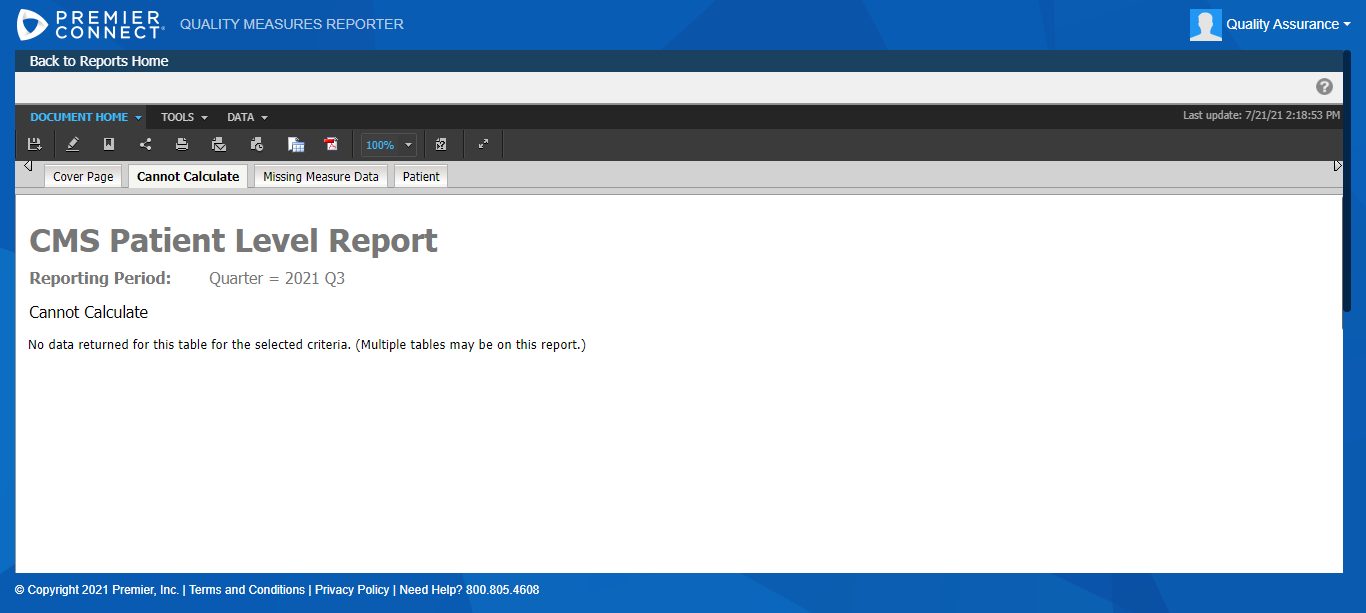 PREMIER
CONNECT
QUALITY MEASURES REPORTER
Quality Assurance
Back to Reports Home
?
DOCUMENT HOME
TOOLS
DATA
Last update: 7/21/21 2:18:53 PM
100%
Cover Page
Cannot Calculate
Missing Measure Data
Patient
CMS Patient Level Report
Reporting Period: Quarter = 2021 Q3
Cannot Calculate
No data returned for this table for the selected criteria. (Multiple tables may be on this report.)
© Copyright 2021 Premier, Inc. | Terms and Conditions | Privacy Policy | Need Help? 800.805.4608